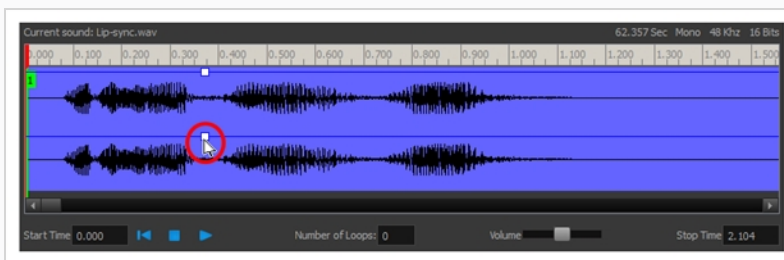 Current sound: Lip-sync.wav 62.357 Sec Mono 48 Khz 16 Bits
0.000 0.100 0.200 0.300 0.400 0.500 0.600 0.700 0.800 0.900 1.000 1.100 1.200 1.300 1.400 1.500
1
Start Time 0.000 Number of Loops: 0 Volume Stop Time 2.104